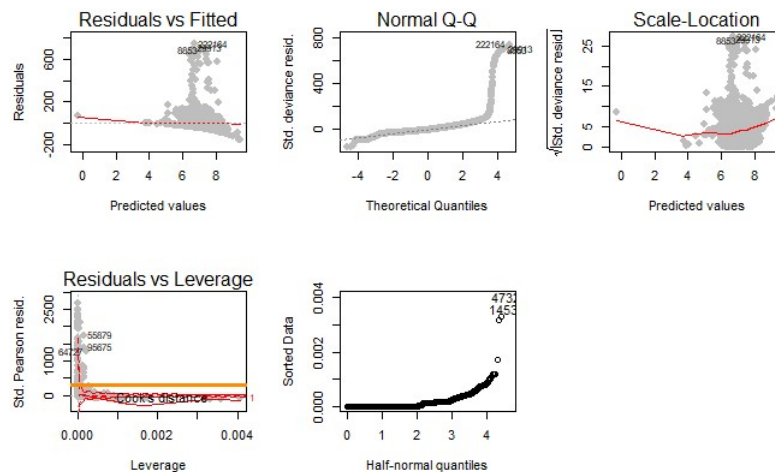 Residuals vs Fitted
Residuals
600
200
-200
222164
0 2 4 6 8
Predicted values
Normal Q-Q
Std. deviance resid.
800
400
0
222164
-4 -2 0 2 4
Theoretical Quantiles
Scale-Location
√|Std. deviance resid|
25
15
5
0
222164
0 2 4 6 8
Predicted values
Residuals vs Leverage
Std. Pearson resid.
2500
1000
0
55879
95675
Cook's distance
1
0.000 0.002 0.004
Leverage
Sorted Data
0.004
0.002
0.000
4732
1453
0 1 2 3 4
Half-normal quantiles